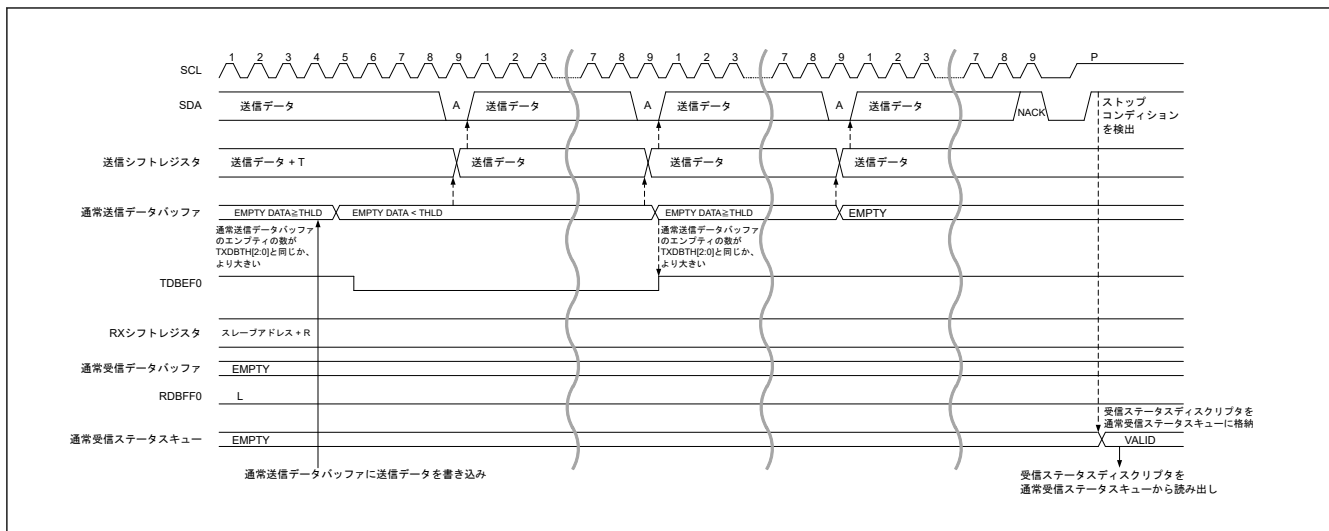 1 2 3 4 5 6 7 8 9 1 2 3 7 8 9 1 2 3 7 8 9 1 2 3 7 8 9 P
SCL
SDA 送信データ A 送信データ A 送信データ A 送信データ NACK
ストップ
コンディション
を検出
送信シフトレジスタ 送信データ + T 送信データ 送信データ 送信データ
通常送信データバッファ EMPTY DATA≧THLD EMPTY DATA < THLD EMPTY DATA≧THLD EMPTY
通常送信データバッファ
のエンプティの数が
TXDBTH[2:0]と同じか、
より大きい
通常送信データバッファ
のエンプティの数が
TXDBTH[2:0]と同じか、
より大きい
TDBEF0
RXシフトレジスタ スレーブアドレス + R
通常受信データバッファ EMPTY
RDBFF0 L
受信ステータスディスクリプタを
通常受信ステータスキューに格納
通常受信ステータスキュー EMPTY VALID
通常送信データバッファに送信データを書き込み
受信ステータスディスクリプタを
通常受信ステータスキューから読み出し